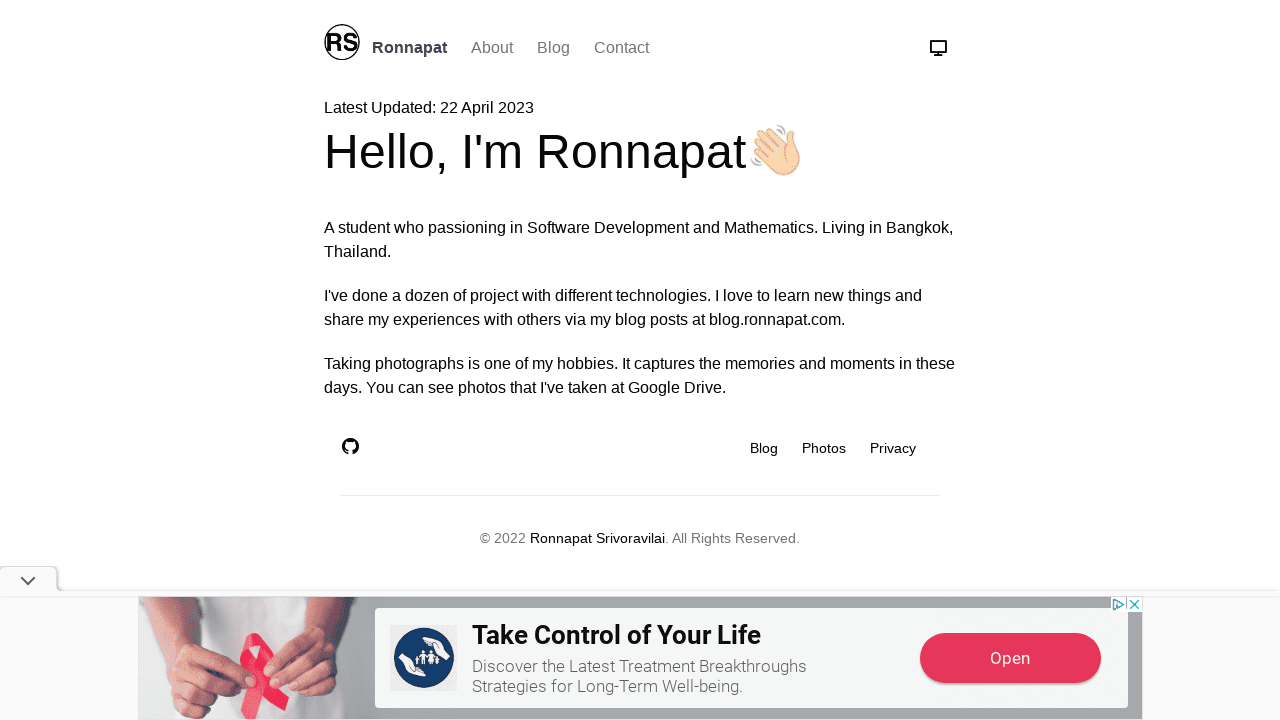 RS
Ronnapat About Blog Contact
Latest Updated: 22 April 2023
Hello, I'm Ronnapat👋🏻
A student who passioning in Software Development and Mathematics. Living in Bangkok,
Thailand.
I've done a dozen of project with different technologies. I love to learn new things and
share my experiences with others via my blog posts at blog.ronnapat.com.
Taking photographs is one of my hobbies. It captures the memories and moments in these
days. You can see photos that I've taken at Google Drive.
Blog Photos Privacy
© 2022 Ronnapat Srivoravilai. All Rights Reserved.
Take Control of Your Life
Discover the Latest Treatment Breakthroughs
Strategies for Long-Term Well-being.
Open